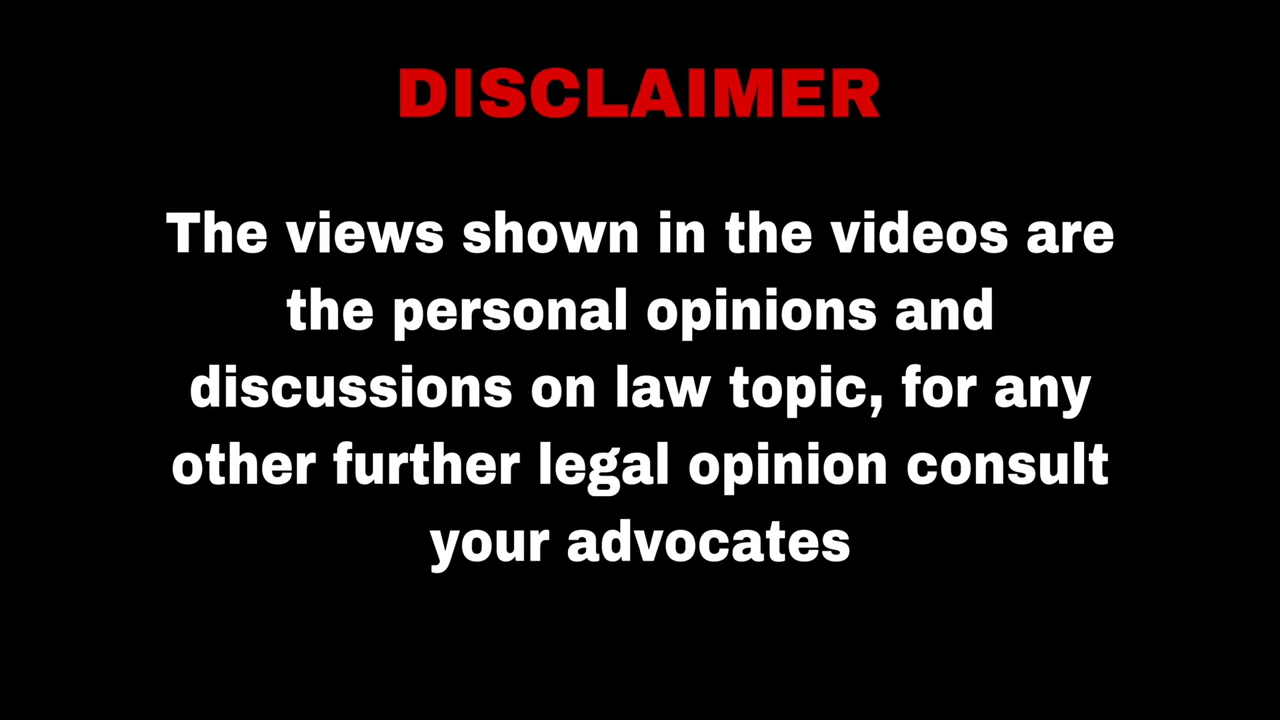 DISCLAIMER
The views shown in the videos are
the personal opinions and
discussions on law topic, for any
other further legal opinion consult
your advocates